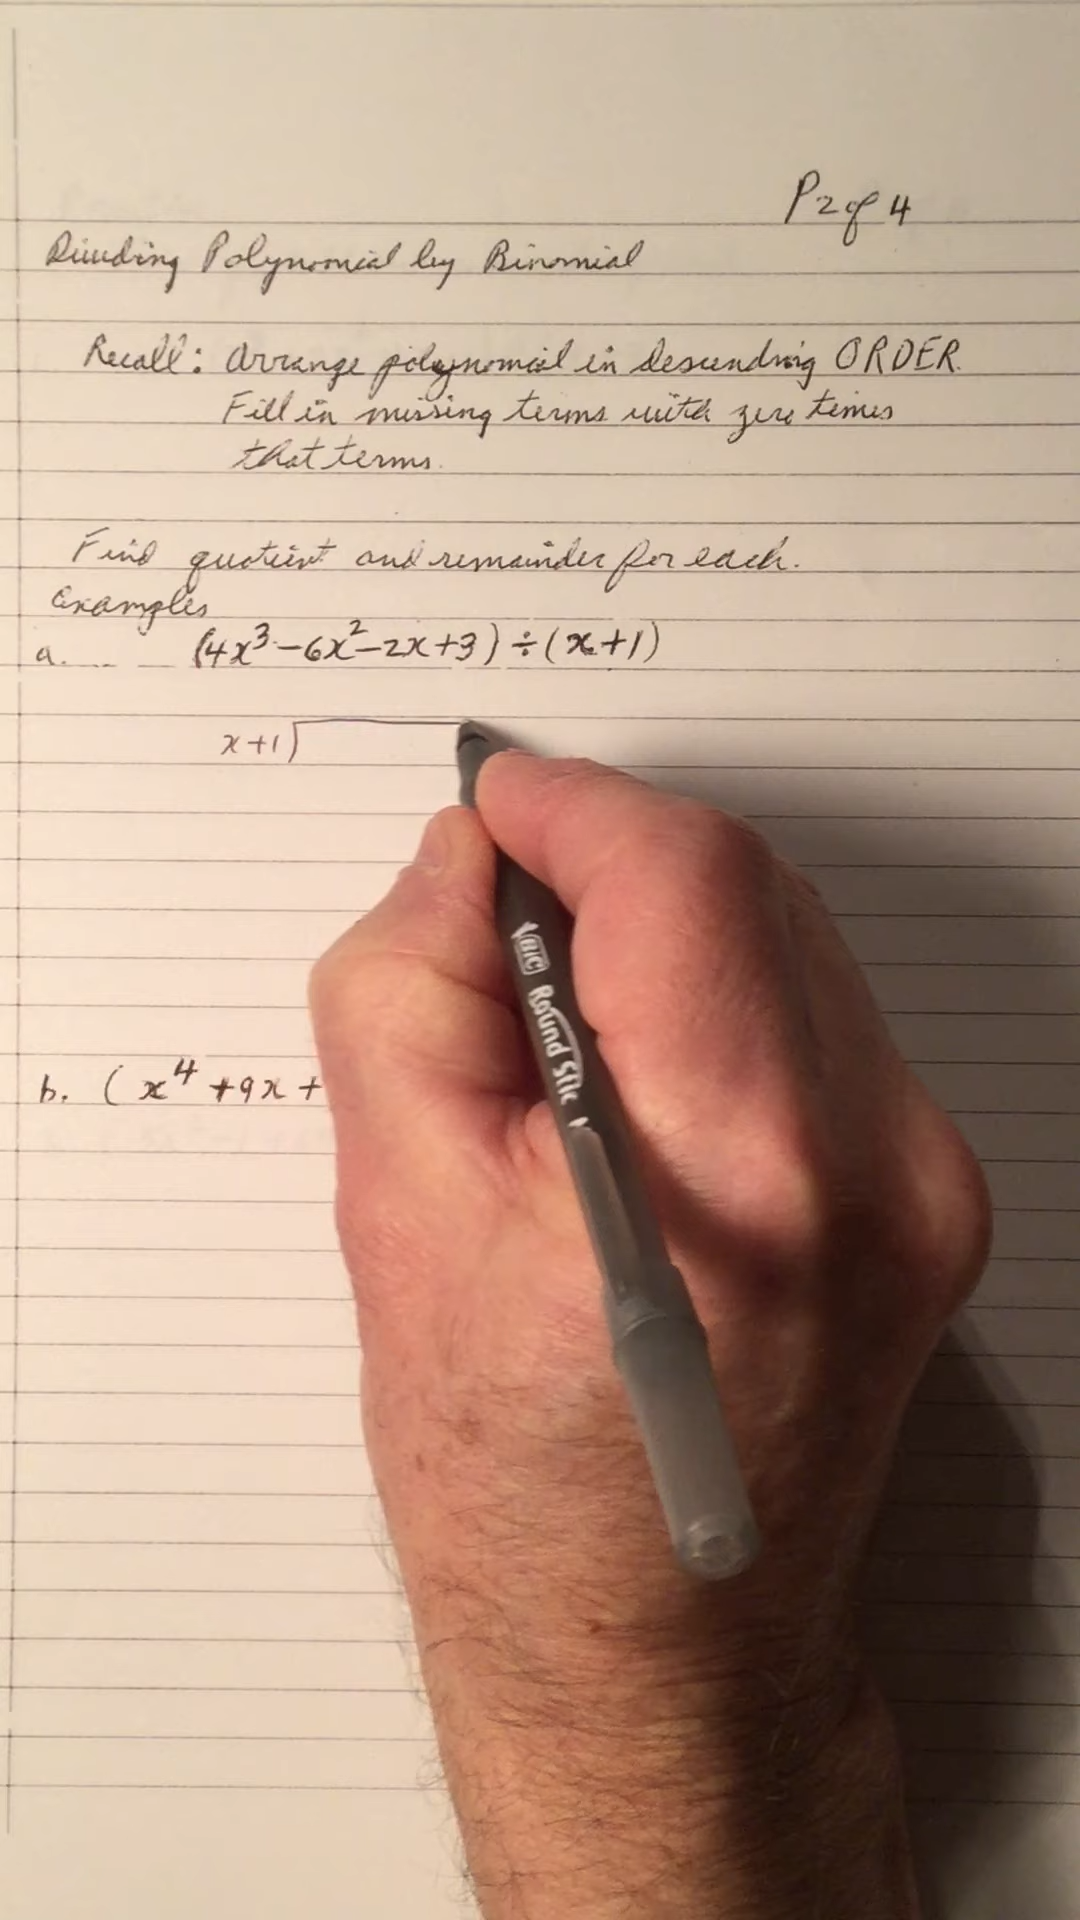 P2 of 4
Dividing Polynomial by Binomial
Recall: Arrange polynomial in descending ORDER.
Fill in missing terms with zero times
that terms.
Find quotient and remainder for each.
Examples
a. (4x³-6x²-2x+3)÷(x+1)
x+1)
BIC Round Stic
b. (x⁴+9x+